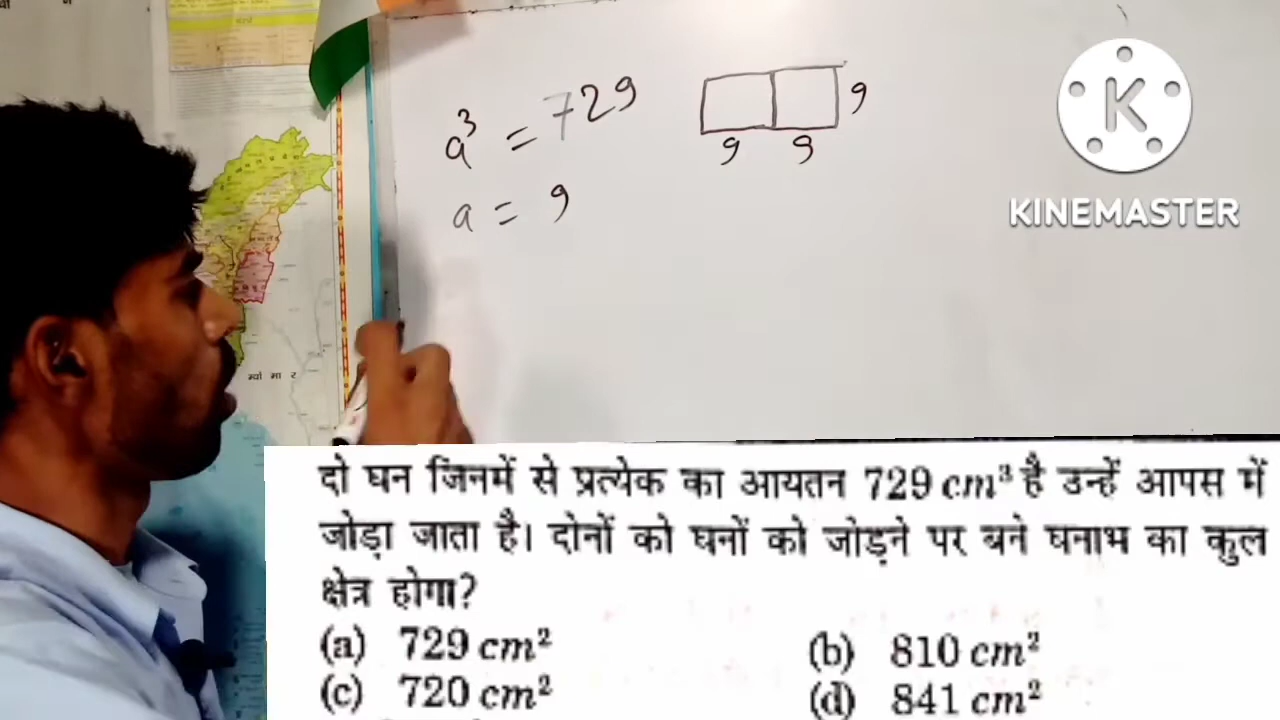 a³ = 729
9
9 9
a = 9
KINEMASTER
म्याँ मा र
दो घन जिनमें से प्रत्येक का आयतन 729 cm³ है उन्हें आपस में
जोड़ा जाता है। दोनों को घनों को जोड़ने पर बने घनाभ का कुल
क्षेत्र होगा?
(a) 729 cm² (b) 810 cm²
(c) 720 cm² (d) 841 cm²